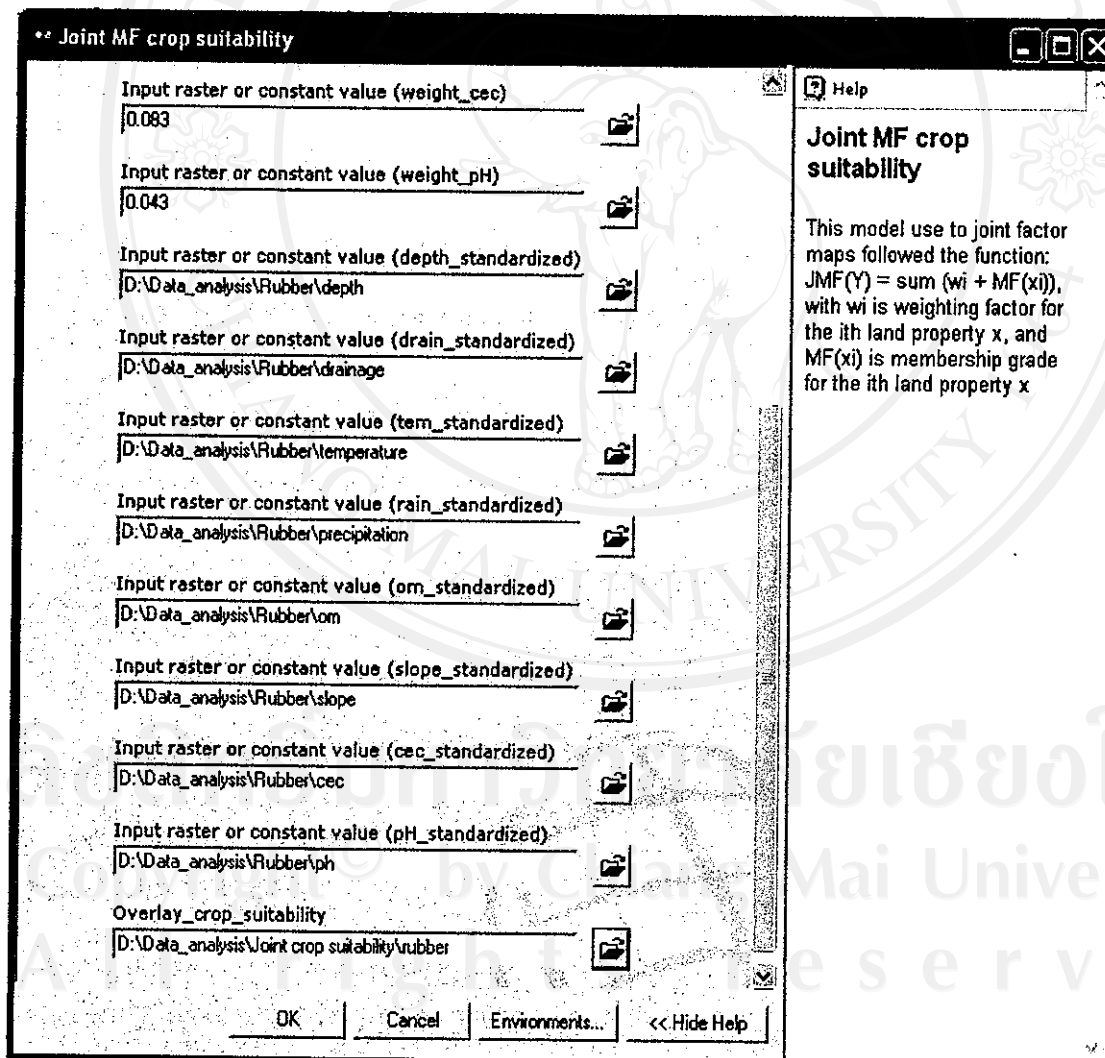 Joint MF crop suitability
Input raster or constant value (weight_cec)
0.083
Input raster or constant value (weight_pH)
0.043
Input raster or constant value (depth_standardized)
D:\Data_analysis\Rubber\depth
Input raster or constant value (drain_standardized)
D:\Data_analysis\Rubber\drainage
Input raster or constant value (tem_standardized)
D:\Data_analysis\Rubber\temperature
Input raster or constant value (rain_standardized)
D:\Data_analysis\Rubber\precipitation
Input raster or constant value (om_standardized)
D:\Data_analysis\Rubber\om
Input raster or constant value (slope_standardized)
D:\Data_analysis\Rubber\slope
Input raster or constant value (cec_standardized)
D:\Data_analysis\Rubber\cec
Input raster or constant value (pH_standardized)
D:\Data_analysis\Rubber\ph
Overlay_crop_suitability
D:\Data_analysis\Joint crop suitability\rubber
OK Cancel Environments... << Hide Help
Help
Joint MF crop
suitability
This model use to joint factor
maps followed the function:
JMF(Y) = sum (wi + MF(xi)),
with wi is weighting factor for
the ith land property x, and
MF(xi) is membership grade
for the ith land property x
MAI UNIVERSITY
Copyright © by Chiang Mai Unive
All rights reserv